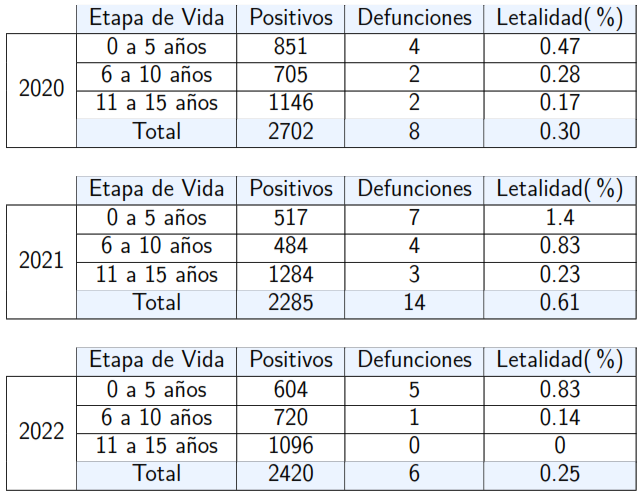 Etapa de Vida Positivos Defunciones Letalidad( %)
0 a 5 años 851 4 0.47
6 a 10 años 705 2 0.28
2020
11 a 15 años 1146 2 0.17
Total 2702 8 0.30
Etapa de Vida Positivos Defunciones Letalidad( %)
0 a 5 años 517 7 1.4
6 a 10 años 484 4 0.83
2021
11 a 15 años 1284 3 0.23
Total 2285 14 0.61
Etapa de Vida Positivos Defunciones Letalidad( %)
0 a 5 años 604 5 0.83
6 a 10 años 720 1 0.14
2022
11 a 15 años 1096 0 0
Total 2420 6 0.25